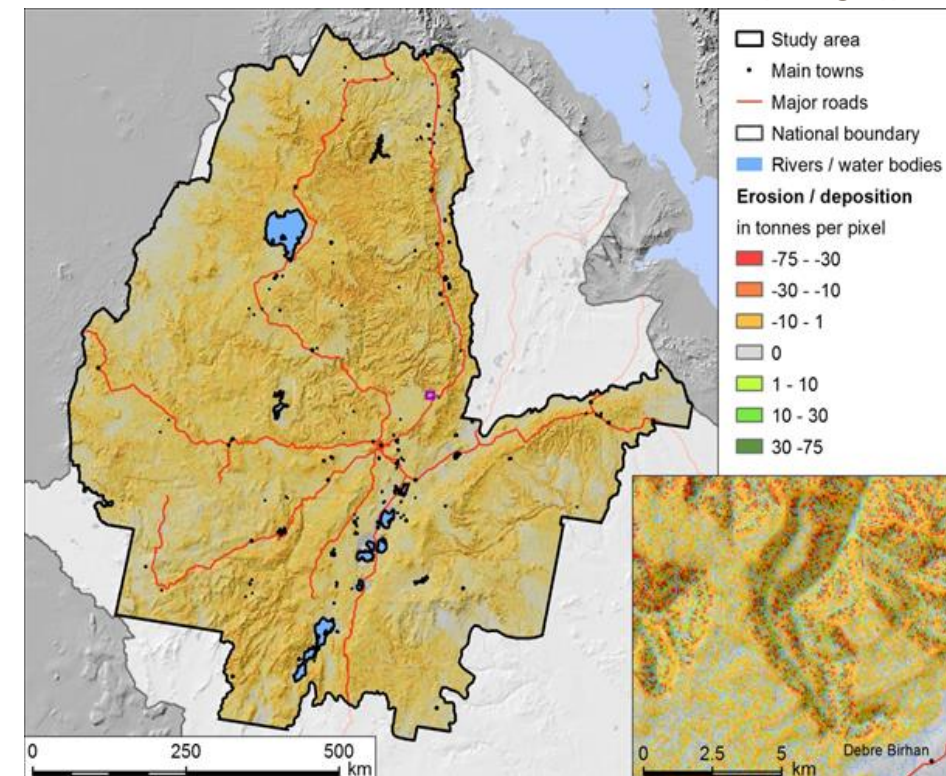 Study area
Main towns
Major roads
National boundary
Rivers / water bodies
Erosion / deposition
in tonnes per pixel
-75 - -30
-30 - -10
-10 - 1
0
1 - 10
10 - 30
30 -75
0 250 500
km
0 2.5 5
km
Debre Birhan